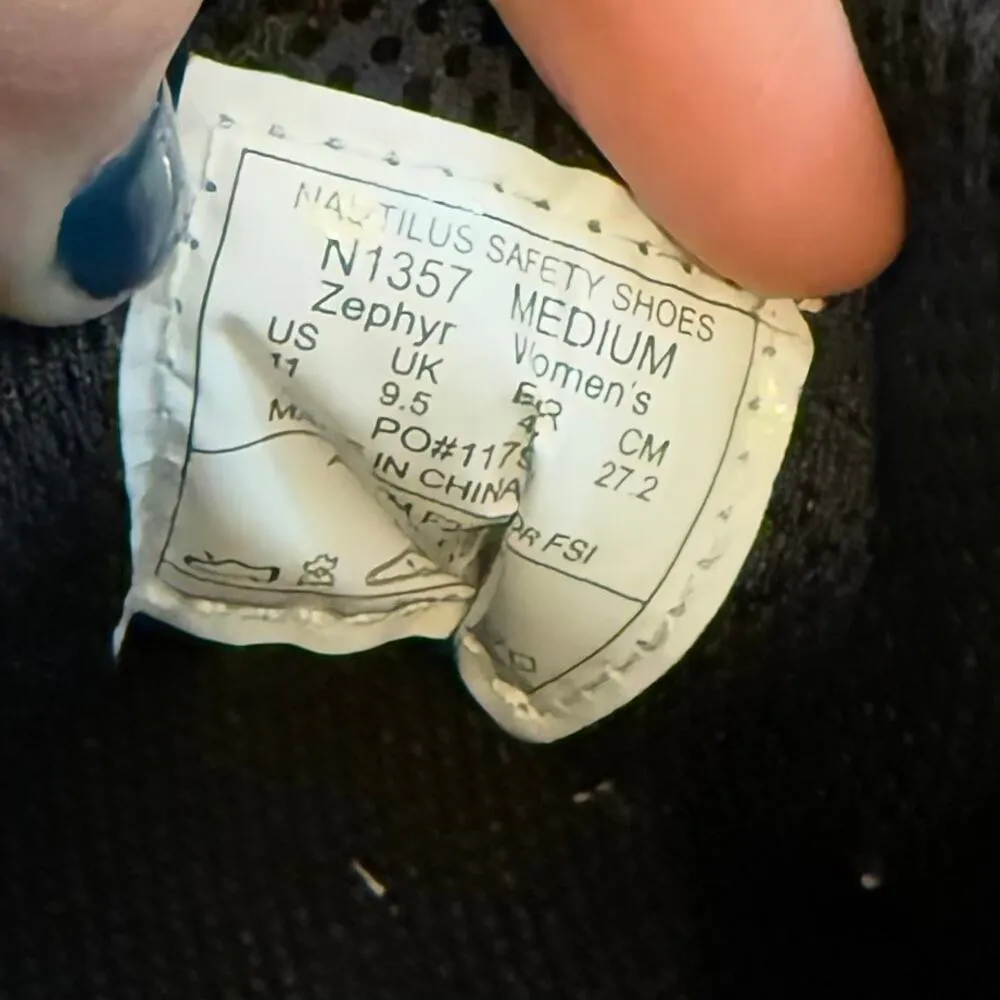 NAUTILUS SAFETY SHOES
N1357 MEDIUM
Zephyr Women's
US UK EUR CM
11 9.5 27.2
PO#117
IN CHINA
FSI